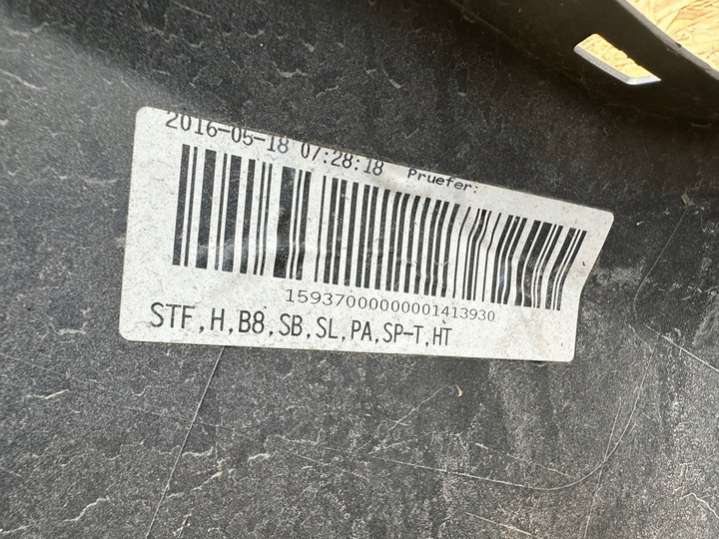 2016-05-18 07:28:18 Pruefer:
15937000000001413930
STF,H,B8,SB,SL,PA,SP-T,HT